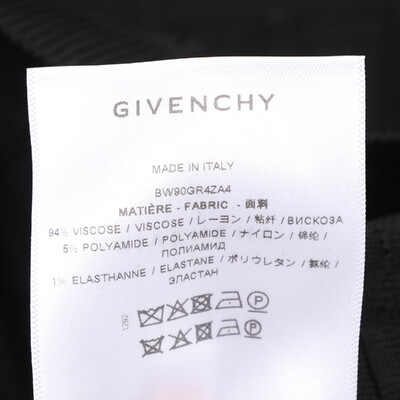 GIVENCHY
MADE IN ITALY
BW90GR4ZA4
MATIÈRE - FABRIC - 面料
94% VISCOSE / VISCOSE / レーヨン / 粘纤 / ВИСКОЗА
5% POLYAMIDE / POLYAMIDE / ナイロン / 锦纶 /
ПОЛИАМИД
1% ELASTHANNE / ELASTANE / ポリウレタン / 氨纶 /
ЭЛАСТАН
1292
P
P